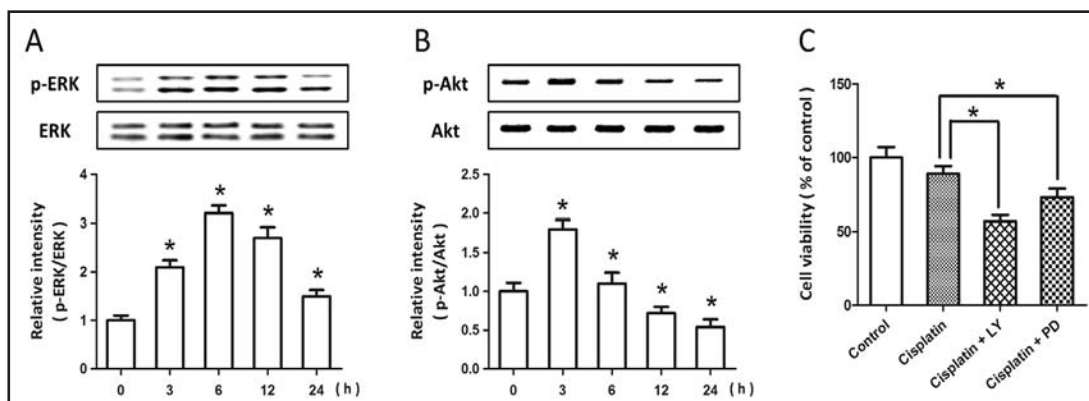 A
p-ERK
ERK
Relative intensity
( p-ERK/ERK )
4
3
2
1
0
*
*
*
*
0 3 6 12 24 ( h )
B
p-Akt
Akt
Relative intensity
( p-Akt/Akt )
2.5
2.0
1.5
1.0
0.5
0.0
*
*
*
*
0 3 6 12 24 ( h )
C
Cell viability ( % of control )
150
100
50
0
*
*
Control
Cisplatin
Cisplatin + LY
Cisplatin + PD